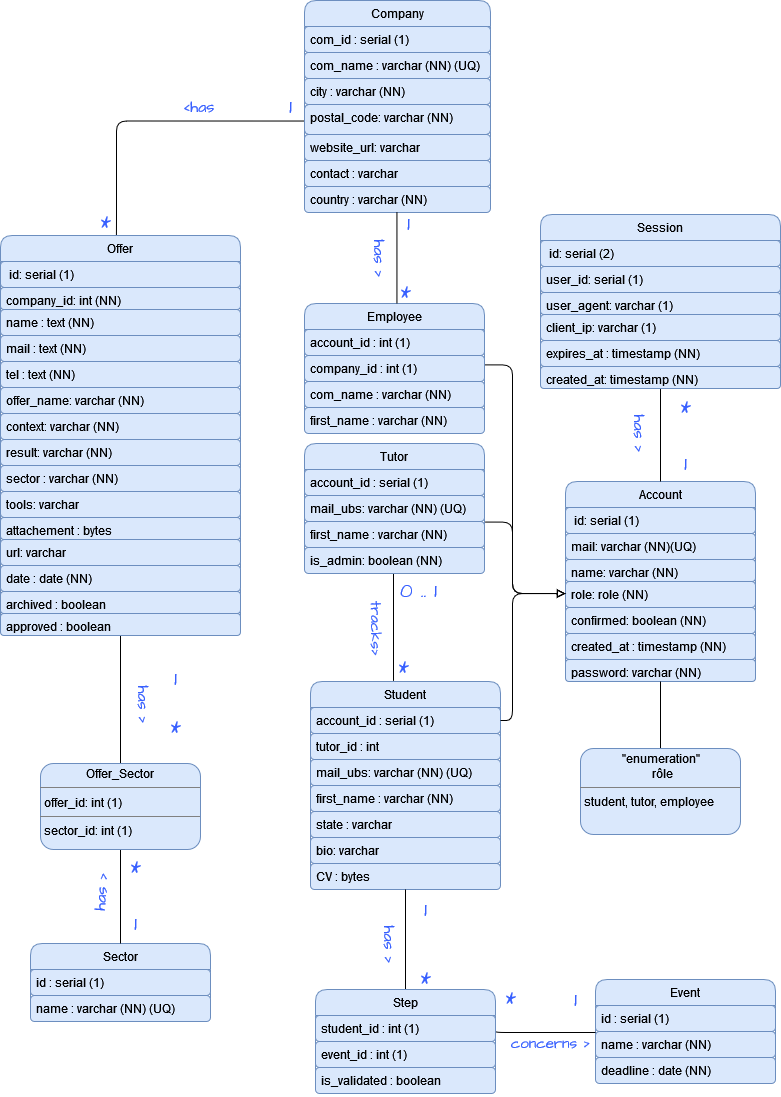 Company
com_id : serial (1)
com_name : varchar (NN) (UQ)
city : varchar (NN)
postal_code: varchar (NN)
website_url: varchar
contact : varchar
country : varchar (NN)
<has
1
*
1
has >
*
Offer
id: serial (1)
company_id: int (NN)
name : text (NN)
mail : text (NN)
tel : text (NN)
offer_name: varchar (NN)
context: varchar (NN)
result: varchar (NN)
sector : varchar (NN)
tools: varchar
attachement : bytes
url: varchar
date : date (NN)
archived : boolean
approved : boolean
Employee
account_id : int (1)
company_id : int (1)
com_name : varchar (NN)
first_name : varchar (NN)
Tutor
account_id : serial (1)
mail_ubs: varchar (NN) (UQ)
first_name : varchar (NN)
is_admin: boolean (NN)
Session
id: serial (2)
user_id: serial (1)
user_agent: varchar (1)
client_ip: varchar (1)
expires_at : timestamp (NN)
created_at: timestamp (NN)
*
has >
1
Account
id: serial (1)
mail: varchar (NN)(UQ)
name: varchar (NN)
role: role (NN)
confirmed: boolean (NN)
created_at : timestamp (NN)
password: varchar (NN)
0 .. 1
tracks>
*
Student
account_id : serial (1)
tutor_id : int
mail_ubs: varchar (NN) (UQ)
first_name : varchar (NN)
state : varchar
bio: varchar
CV : bytes
"enumeration"
rôle
student, tutor, employee
1
has >
*
Offer_Sector
offer_id: int (1)
sector_id: int (1)
*
has >
1
Sector
id : serial (1)
name : varchar (NN) (UQ)
1
has >
*
Step
student_id : int (1)
event_id : int (1)
is_validated : boolean
*
1
concerns >
Event
id : serial (1)
name : varchar (NN)
deadline : date (NN)